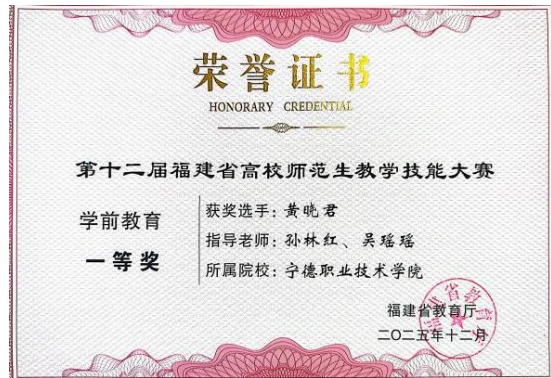 荣誉证书
HONORARY CREDENTIAL
第十二届福建省高校师范生教学技能大赛
学前教育
一等奖
获奖选手：黄晓君
指导老师：孙林红、吴瑶瑶
所属院校：宁德职业技术学院
福建省教育厅
二〇二五年十二月